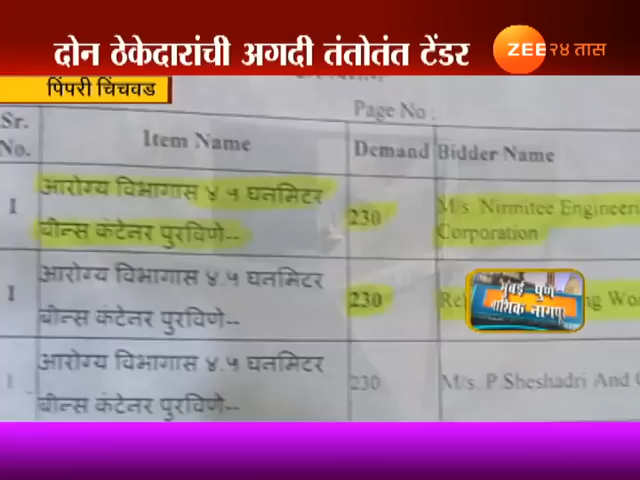 दोन ठेकेदारांची अगदी तंतोतंत टेंडर
ZEE २४ तास
पिंपरी चिंचवड
Page No :
Sr. No.
Item Name
Demand
Bidder Name
1
आरोग्य विभागास ४.५ घनमिटर
बीन्स कंटेनर पुरविणे--
230
M/s. Nirmitee Engineeri
Corporation
1
आरोग्य विभागास ४.५ घनमिटर
बीन्स कंटेनर पुरविणे--
230
मुंबई पुणे
नाशिक नागपूर
1
आरोग्य विभागास ४.५ घनमिटर
बीन्स कंटेनर पुरविणे--
230
M/s. P.Sheshadri And